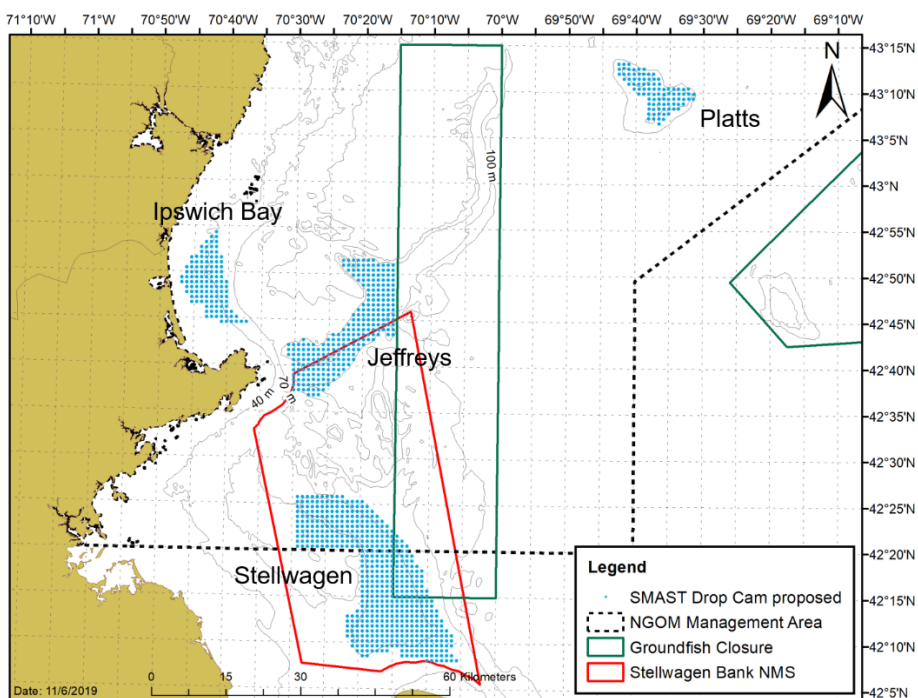 71°10'W 71°W 70°50'W 70°40'W 70°30'W 70°20'W 70°10'W 70°W 69°50'W 69°40'W 69°30'W 69°20'W 69°10'W
43°15'N
N
43°10'N
Platts
43°5'N
100 m
43°N
Ipswich Bay
42°55'N
42°50'N
42°45'N
Jeffreys
42°40'N
70 m
40 m
42°35'N
42°30'N
42°25'N
42°20'N
Stellwagen
42°15'N
42°10'N
42°5'N
Legend
SMAST Drop Cam proposed
NGOM Management Area
Groundfish Closure
Stellwagen Bank NMS
0 15 30 60 Kilometers
Date: 11/6/2019